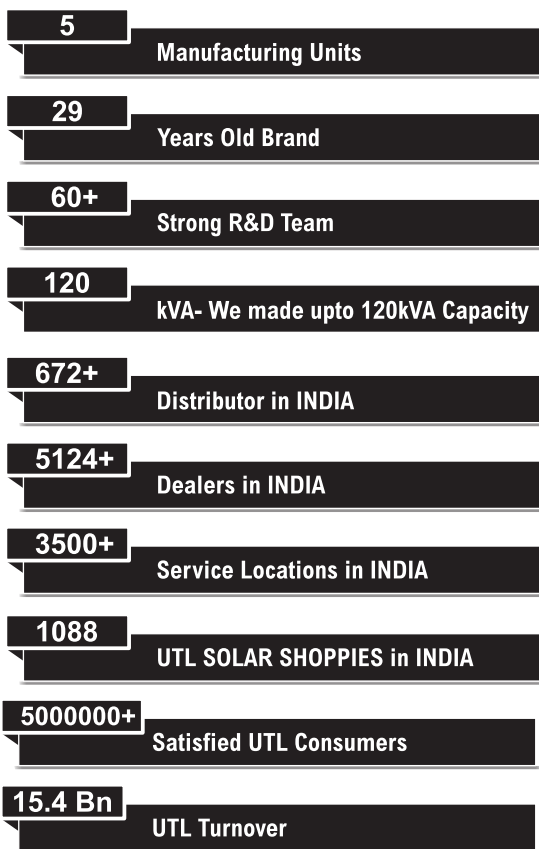 5
Manufacturing Units
29
Years Old Brand
60+
Strong R&D Team
120
kVA- We made upto 120kVA Capacity
672+
Distributor in INDIA
5124+
Dealers in INDIA
3500+
Service Locations in INDIA
1088
UTL SOLAR SHOPPIES in INDIA
5000000+
Satisfied UTL Consumers
15.4 Bn
UTL Turnover